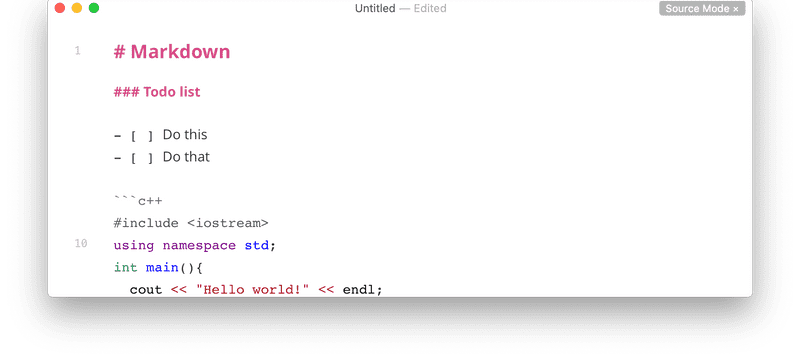 Untitled — Edited
Source Mode ×
1
# Markdown
### Todo list
- [ ] Do this
- [ ] Do that
```c++
#include <iostream>
10
using namespace std;
int main(){
  cout << "Hello world!" << endl;